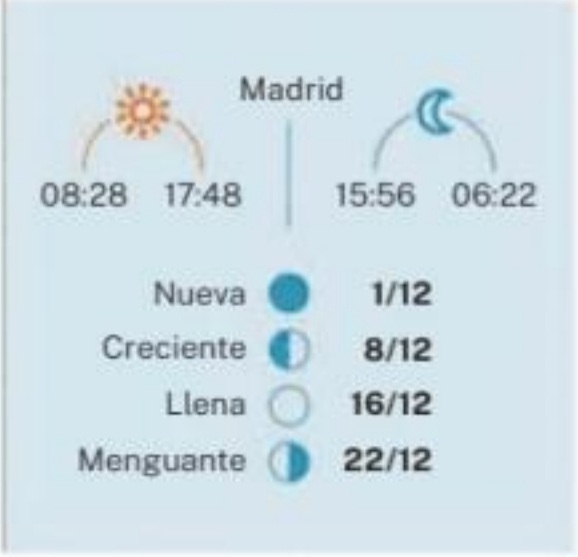 Madrid
08:28 17:48 15:56 06:22
Nueva 1/12
Creciente 8/12
Llena 16/12
Menguante 22/12